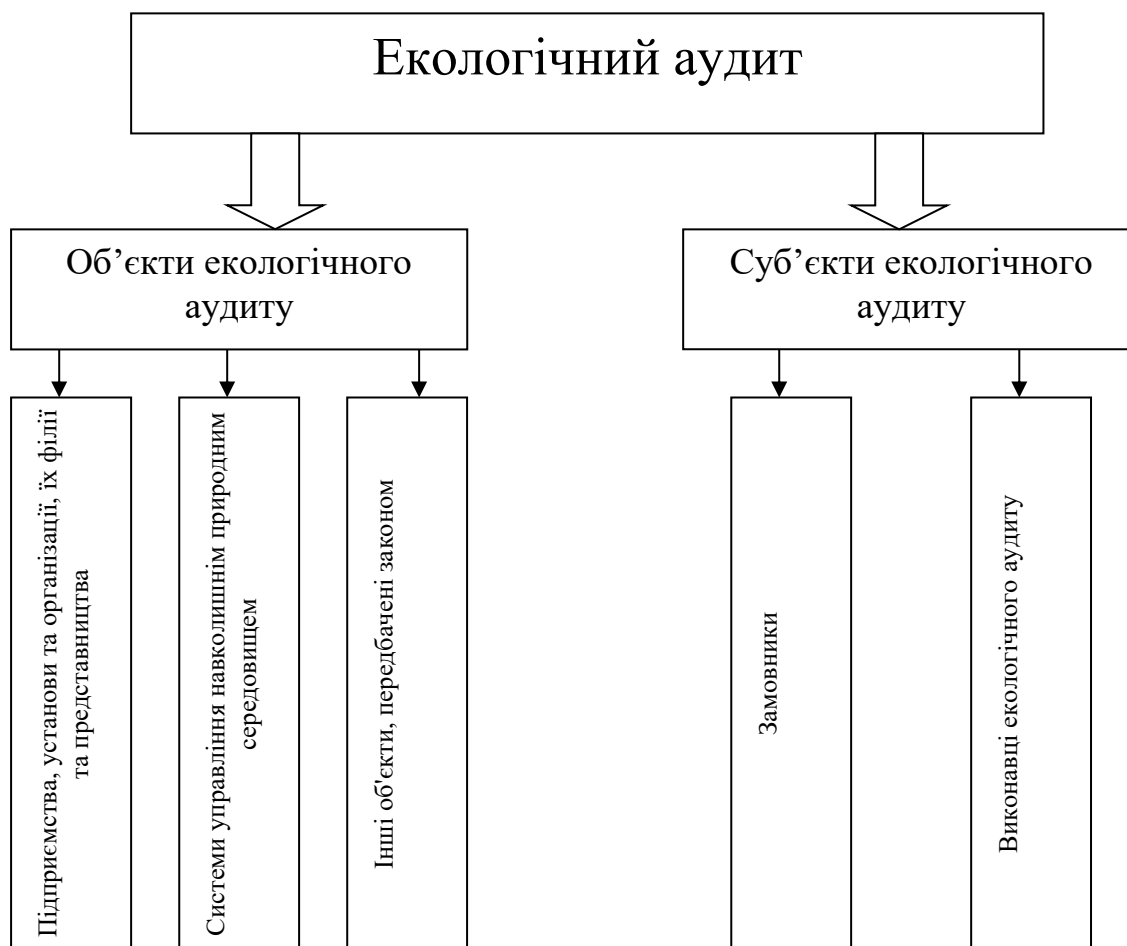 Екологічний аудит
Об’єкти екологічного
аудиту
Суб’єкти екологічного
аудиту
Підприємства, установи та організації, їх філії
та представництва
Системи управління навколишнім природним
середовищем
Інші об'єкти, передбачені законом
Замовники
Виконавці екологічного аудиту